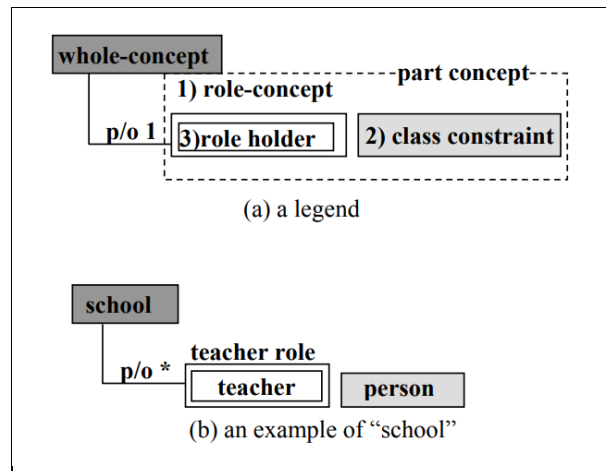 whole-concept
part concept
1) role-concept
p/o 1
3)role holder
2) class constraint
(a) a legend
school
teacher role
p/o *
teacher
person
(b) an example of “school”